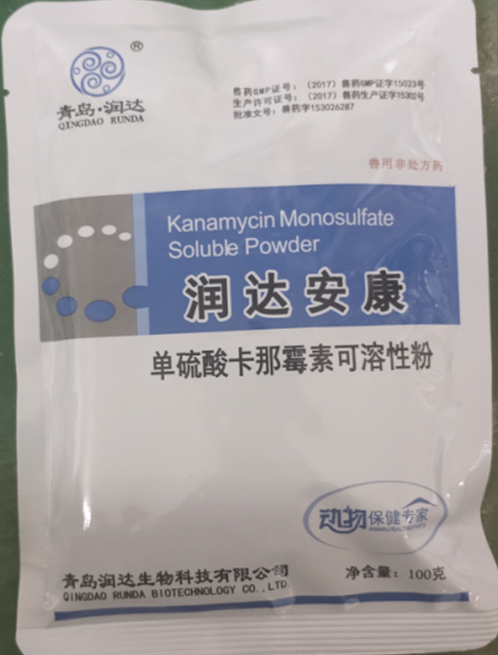 ®
青岛·润达
QINGDAO RUNDA
兽药GMP证号：（2017）兽药GMP证字15023号
生产许可证号：（2017）兽药生产证字15302号
批准文号：兽药字153026287
兽用非处方药
Kanamycin Monosulfate
Soluble Powder
润达安康
单硫酸卡那霉素可溶性粉
动物保健专家
青岛润达生物科技有限公司
QINGDAO RUNDA BIOTECHNOLOGY CO.,LTD
净含量：100克